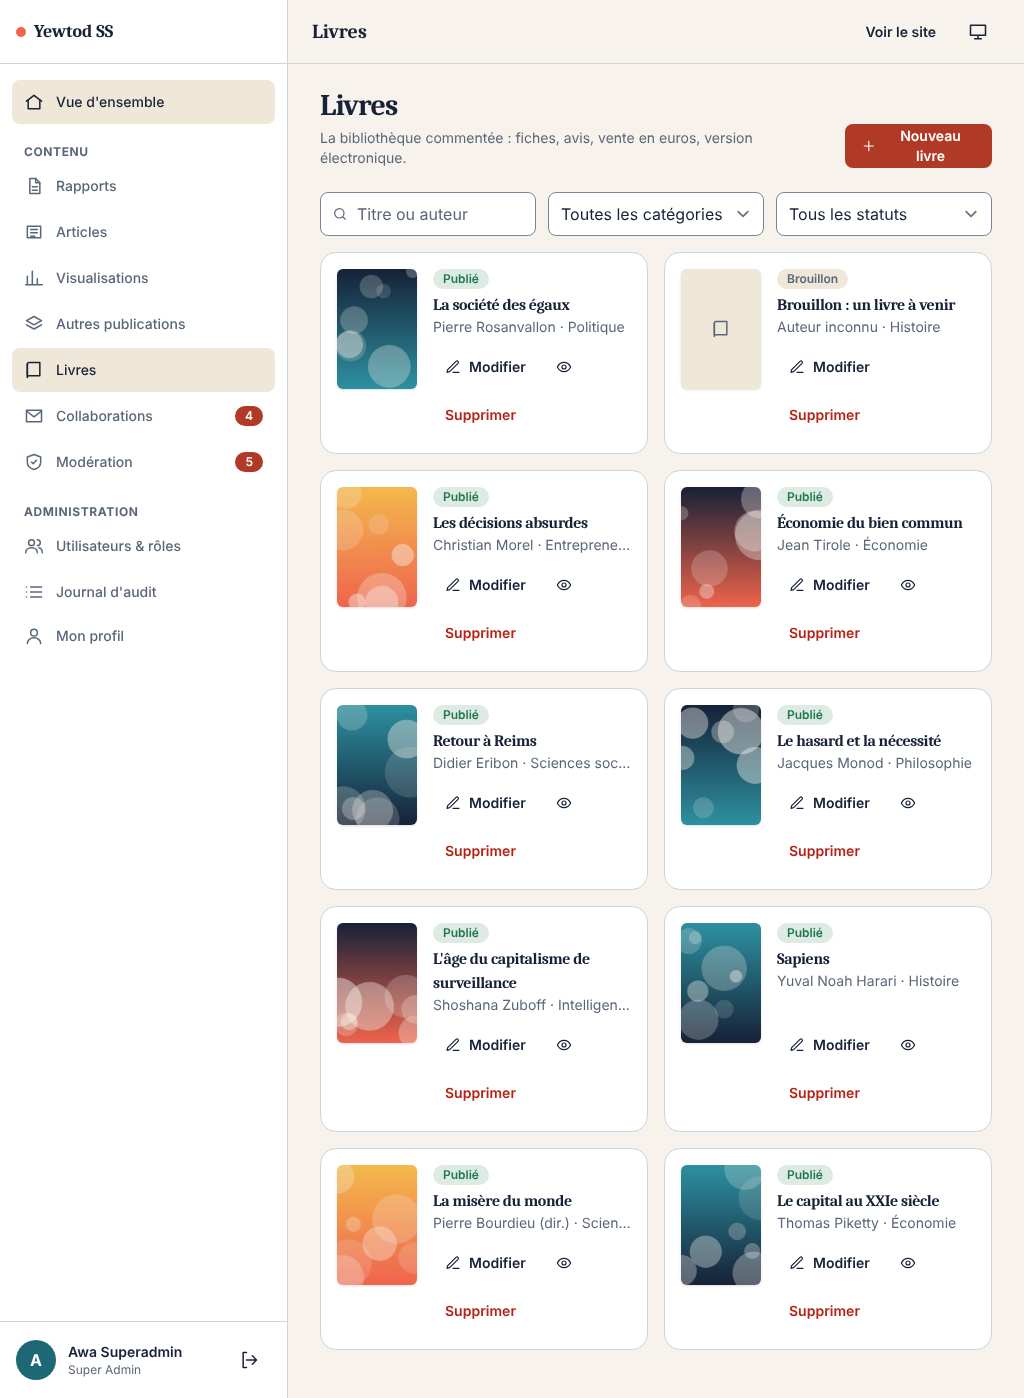 Yewtod SS
Vue d'ensemble
CONTENU
Rapports
Articles
Visualisations
Autres publications
Livres
Collaborations 4
Modération 5
ADMINISTRATION
Utilisateurs & rôles
Journal d'audit
Mon profil
A
Awa Superadmin
Super Admin
Livres
Voir le site
Livres
La bibliothèque commentée : fiches, avis, vente en euros, version
électronique.
Nouveau
livre
Titre ou auteur
Toutes les catégories
Tous les statuts
Publié
La société des égaux
Pierre Rosanvallon · Politique
Modifier
Supprimer
Brouillon
Brouillon : un livre à venir
Auteur inconnu · Histoire
Modifier
Supprimer
Publié
Les décisions absurdes
Christian Morel · Entreprene...
Modifier
Supprimer
Publié
Économie du bien commun
Jean Tirole · Économie
Modifier
Supprimer
Publié
Retour à Reims
Didier Eribon · Sciences soc...
Modifier
Supprimer
Publié
Le hasard et la nécessité
Jacques Monod · Philosophie
Modifier
Supprimer
Publié
L'âge du capitalisme de
surveillance
Shoshana Zuboff · Intelligen...
Modifier
Supprimer
Publié
Sapiens
Yuval Noah Harari · Histoire
Modifier
Supprimer
Publié
La misère du monde
Pierre Bourdieu (dir.) · Scien...
Modifier
Supprimer
Publié
Le capital au XXIe siècle
Thomas Piketty · Économie
Modifier
Supprimer